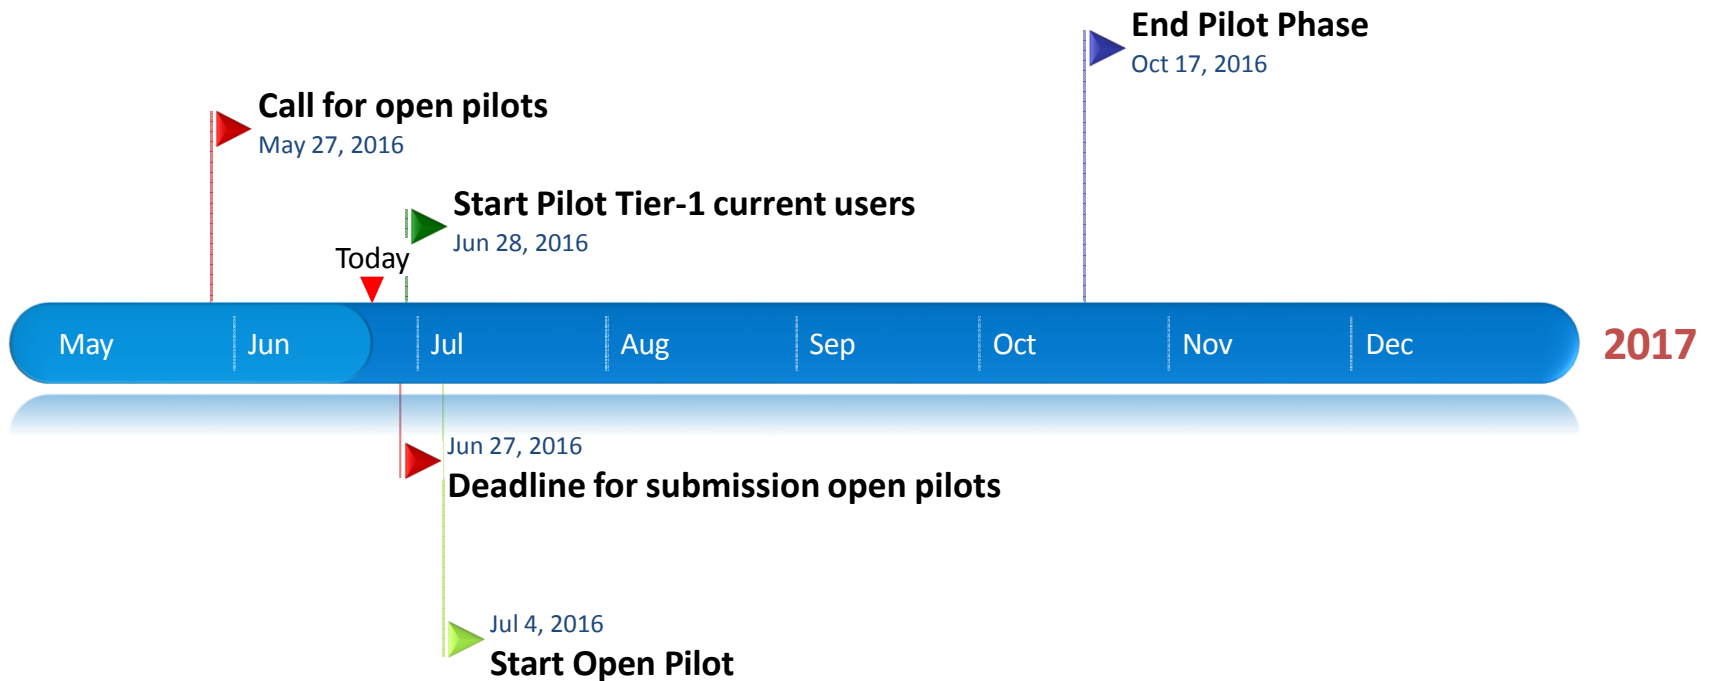 End Pilot Phase
Oct 17, 2016
Call for open pilots
May 27, 2016
Start Pilot Tier-1 current users
Jun 28, 2016
Today
May Jun Jul Aug Sep Oct Nov Dec 2017
Jun 27, 2016
Deadline for submission open pilots
Jul 4, 2016
Start Open Pilot